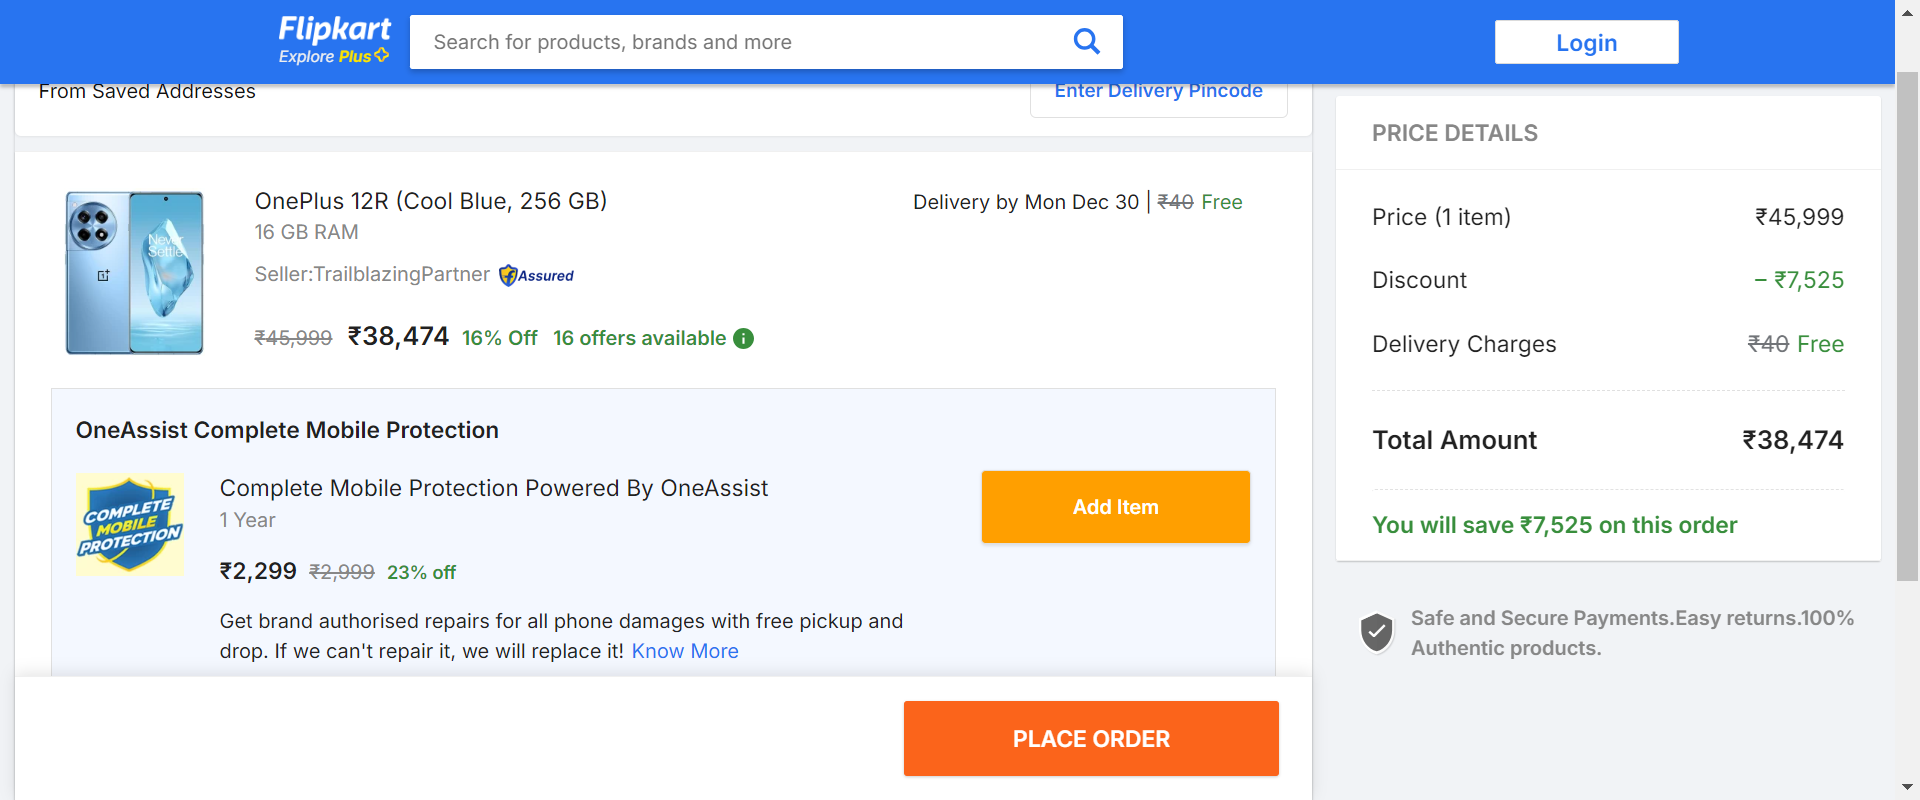 Flipkart
Explore Plus
Search for products, brands and more
Login
From Saved Addresses
Enter Delivery Pincode
OnePlus 12R (Cool Blue, 256 GB)
16 GB RAM
Seller:TrailblazingPartner Assured
₹45,999 ₹38,474 16% Off 16 offers available
Delivery by Mon Dec 30 | ₹40 Free
Never
Settle
OneAssist Complete Mobile Protection
COMPLETE
MOBILE
PROTECTION
Complete Mobile Protection Powered By OneAssist
1 Year
₹2,299 ₹2,999 23% off
Get brand authorised repairs for all phone damages with free pickup and
drop. If we can't repair it, we will replace it! Know More
Add Item
PLACE ORDER
PRICE DETAILS
Price (1 item) ₹45,999
Discount − ₹7,525
Delivery Charges ₹40 Free
Total Amount ₹38,474
You will save ₹7,525 on this order
Safe and Secure Payments.Easy returns.100%
Authentic products.